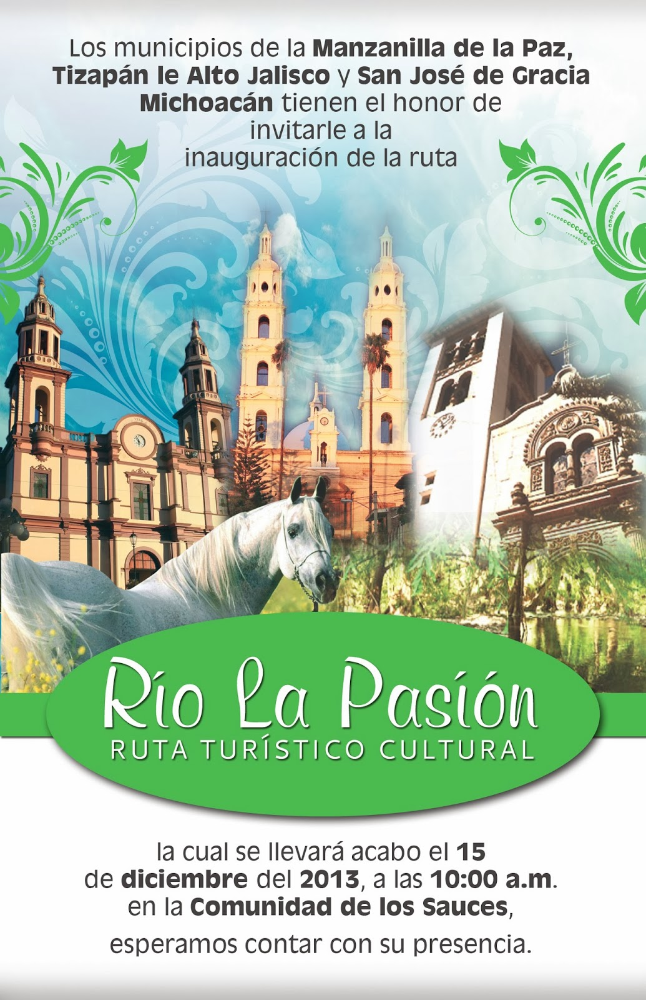 Los municipios de la Manzanilla de la Paz,
Tizapán le Alto Jalisco y San José de Gracia
Michoacán tienen el honor de
invitarle a la
inauguración de la ruta
Río La Pasíón
RUTA TURÍSTICO CULTURAL
la cual se llevará acabo el 15
de diciembre del 2013, a las 10:00 a.m.
en la Comunidad de los Sauces,
esperamos contar con su presencia.